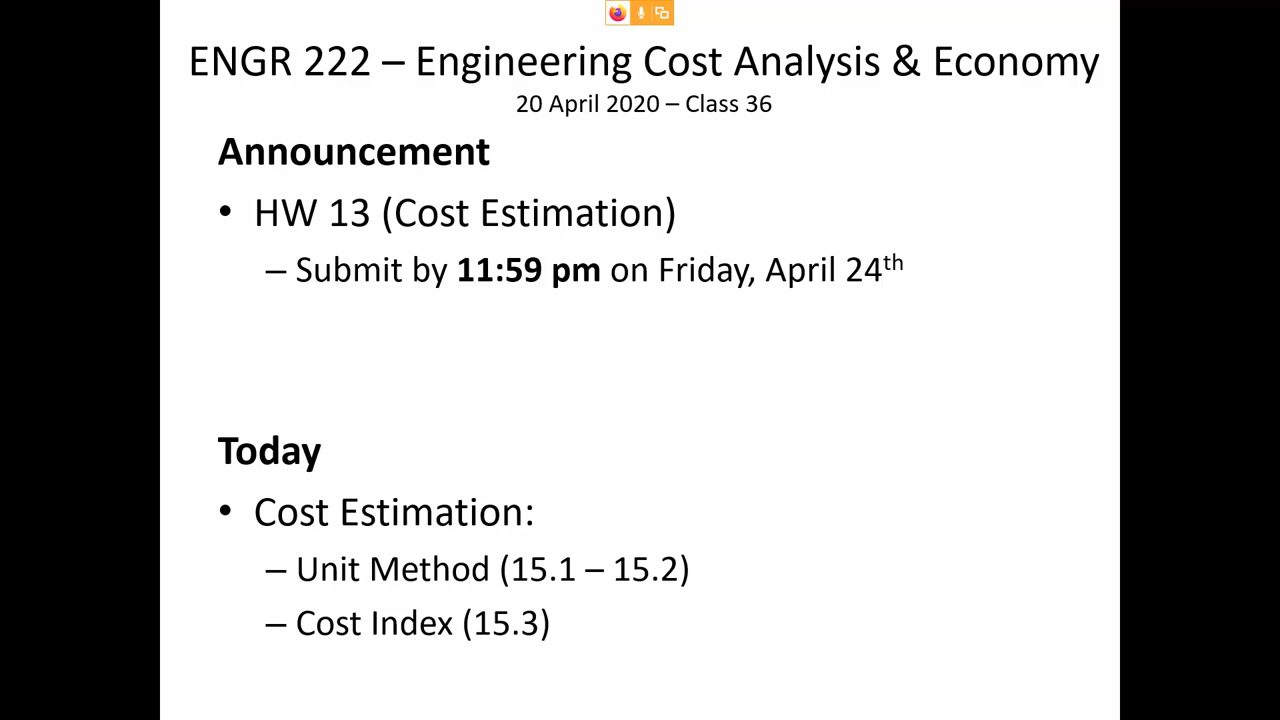 ENGR 222 – Engineering Cost Analysis & Economy
20 April 2020 – Class 36
Announcement
• HW 13 (Cost Estimation)
– Submit by 11:59 pm on Friday, April 24th
Today
• Cost Estimation:
– Unit Method (15.1 – 15.2)
– Cost Index (15.3)